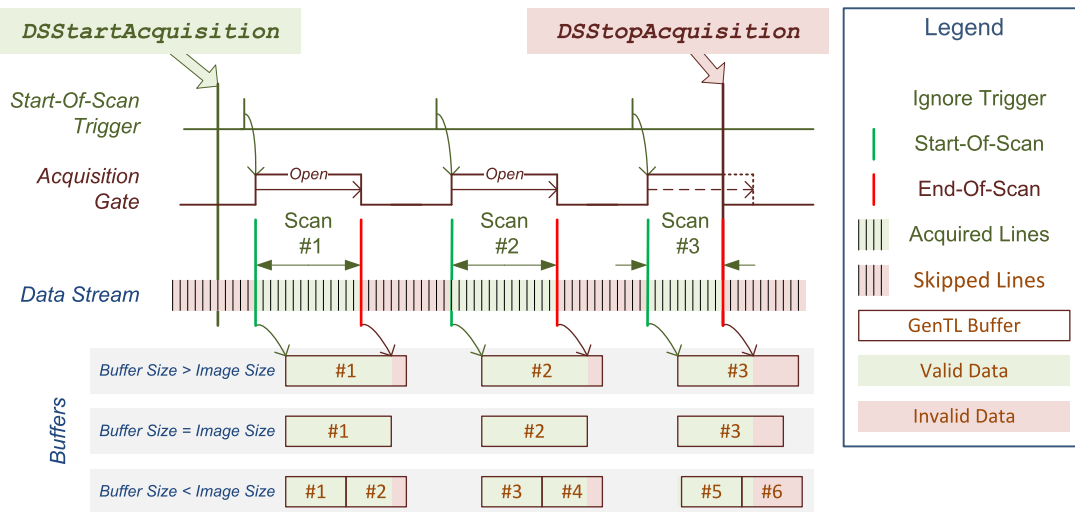 DSStartAcquisition
DSStopAcquisition
Legend
Start-Of-Scan
Trigger
Ignore Trigger
Start-Of-Scan
Acquisition
Gate
Open
Open
End-Of-Scan
Scan
#1
Scan
#2
Scan
#3
Acquired Lines
Data Stream
Skipped Lines
GenTL Buffer
Buffers
Buffer Size > Image Size
#1
#2
#3
Valid Data
Invalid Data
Buffer Size = Image Size
#1
#2
#3
Buffer Size < Image Size
#1
#2
#3
#4
#5
#6